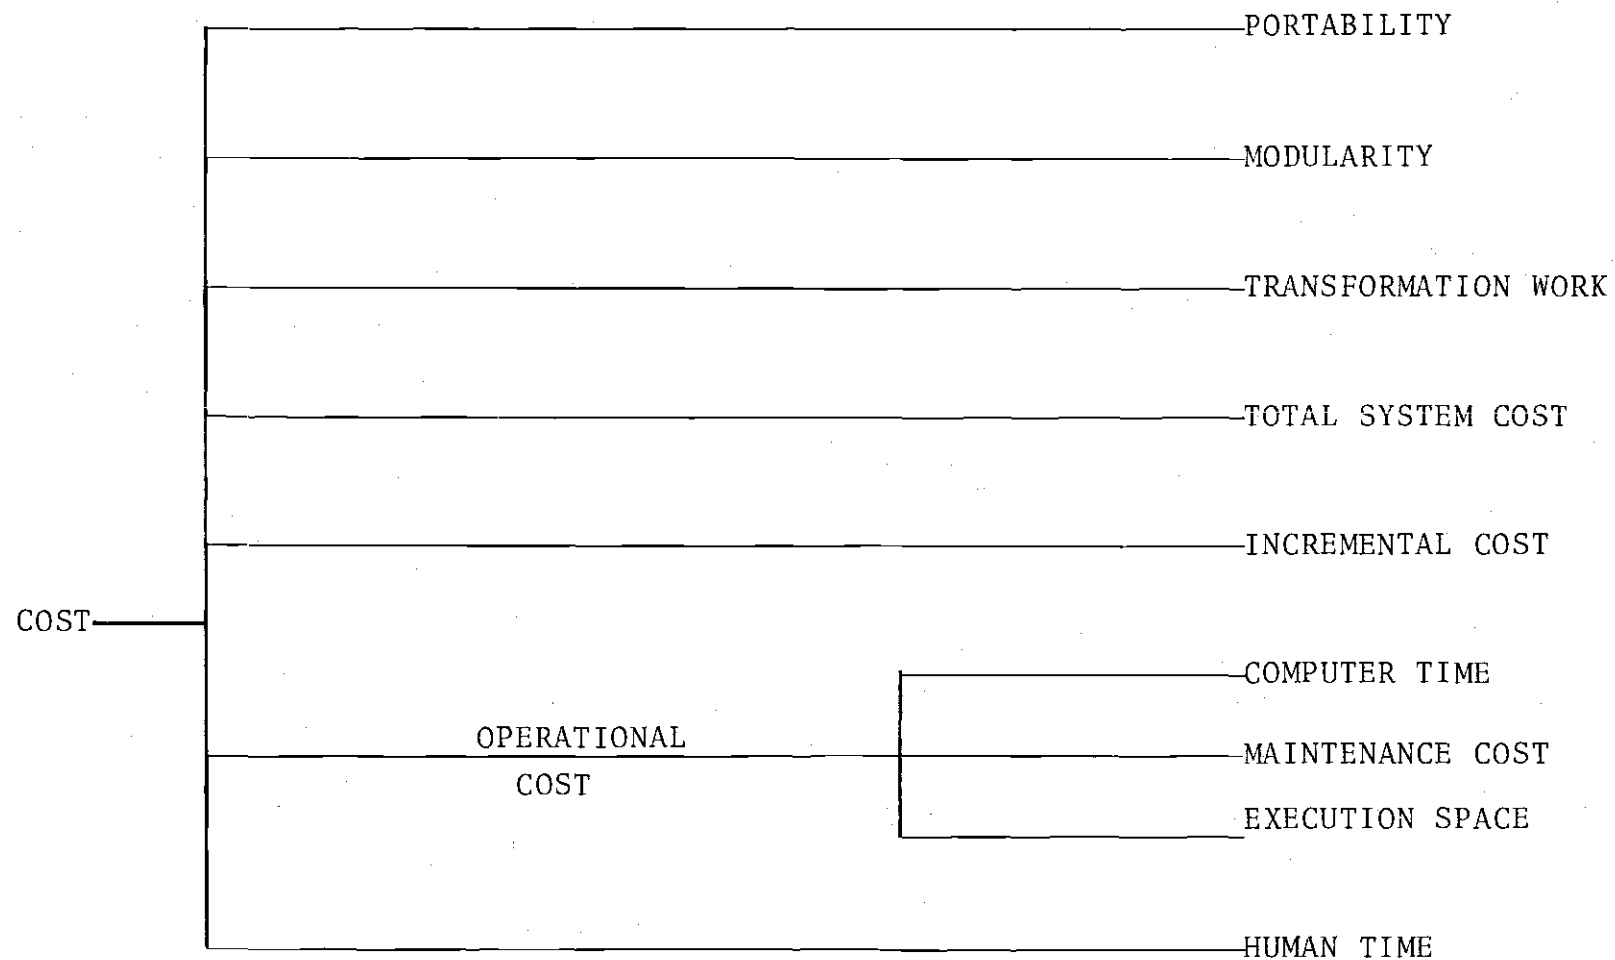 PORTABILITY
MODULARITY
TRANSFORMATION WORK
TOTAL SYSTEM COST
INCREMENTAL COST
COST
COMPUTER TIME
OPERATIONAL
COST
MAINTENANCE COST
EXECUTION SPACE
HUMAN TIME